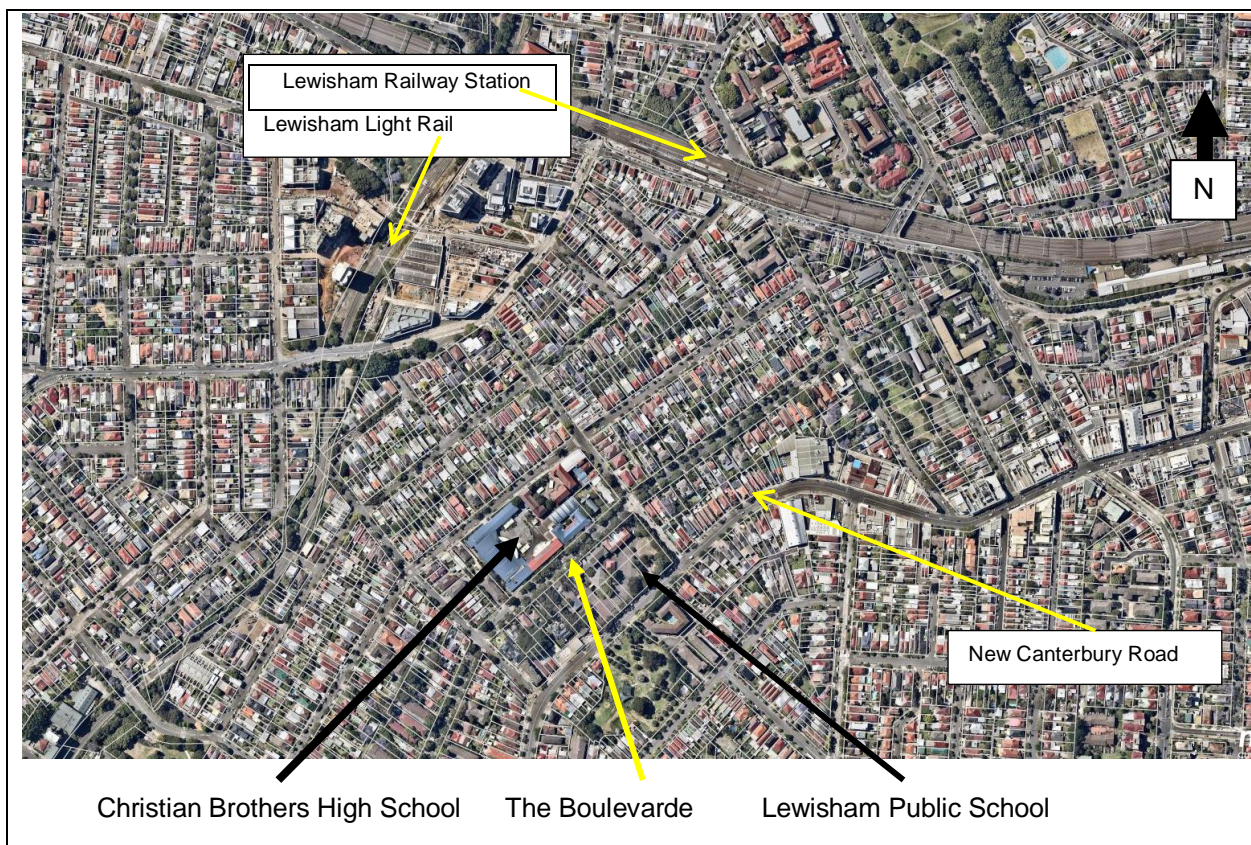 Lewisham Railway Station
Lewisham Light Rail
N
New Canterbury Road
Christian Brothers High School
The Boulevarde
Lewisham Public School